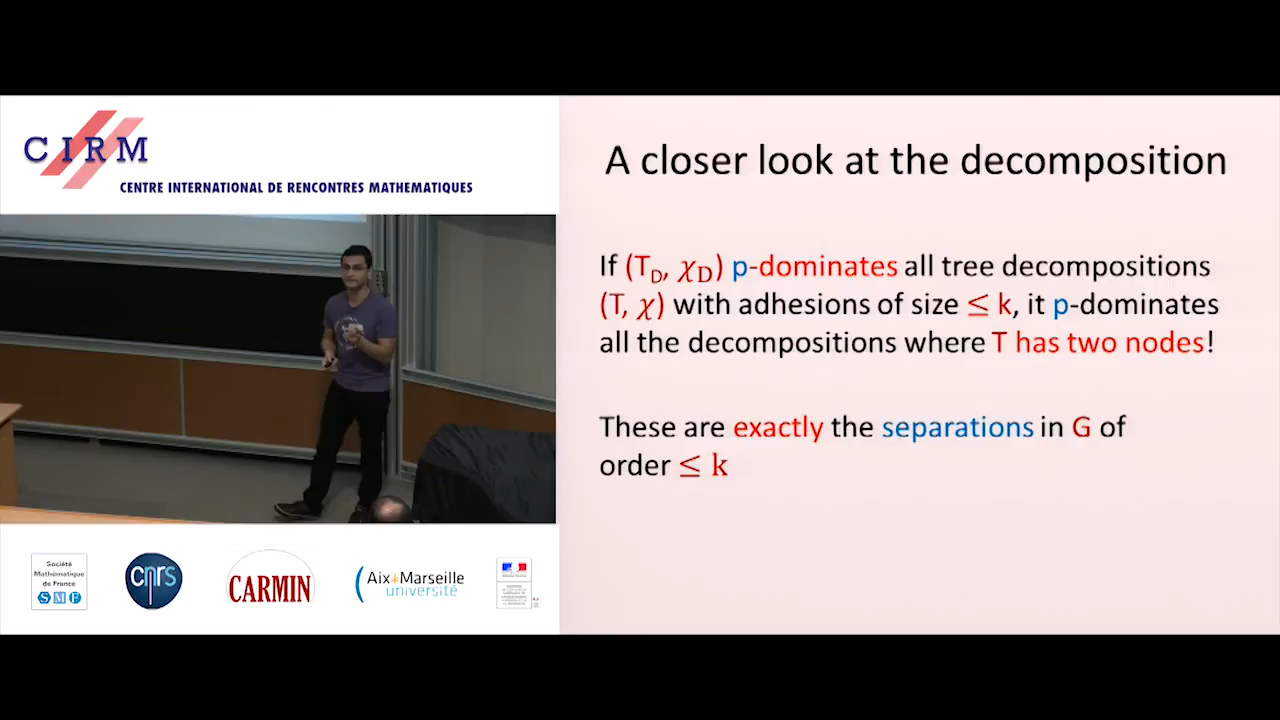 CIRM
CENTRE INTERNATIONAL DE RENCONTRES MATHEMATIQUES
A closer look at the decomposition
If (T_D, χ_D) p-dominates all tree decompositions
(T, χ) with adhesions of size ≤ k, it p-dominates
all the decompositions where T has two nodes!
These are exactly the separations in G of
order ≤ k
Société
Mathématique
de France
SMF
cnrs
CARMIN
Aix*Marseille
université